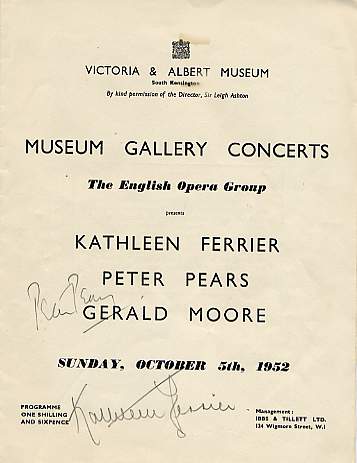 VICTORIA & ALBERT MUSEUM
South Kensington
By kind permission of the Director, Sir Leigh Ashton
MUSEUM GALLERY CONCERTS
The English Opera Group
presents
KATHLEEN FERRIER
PETER PEARS
Peter Pears
GERALD MOORE
SUNDAY, OCTOBER 5th, 1952
Kathleen Ferrier.
PROGRAMME
ONE SHILLING
AND SIXPENCE
Management:
IBBS & TILLETT LTD.
124 Wigmore Street, W.1